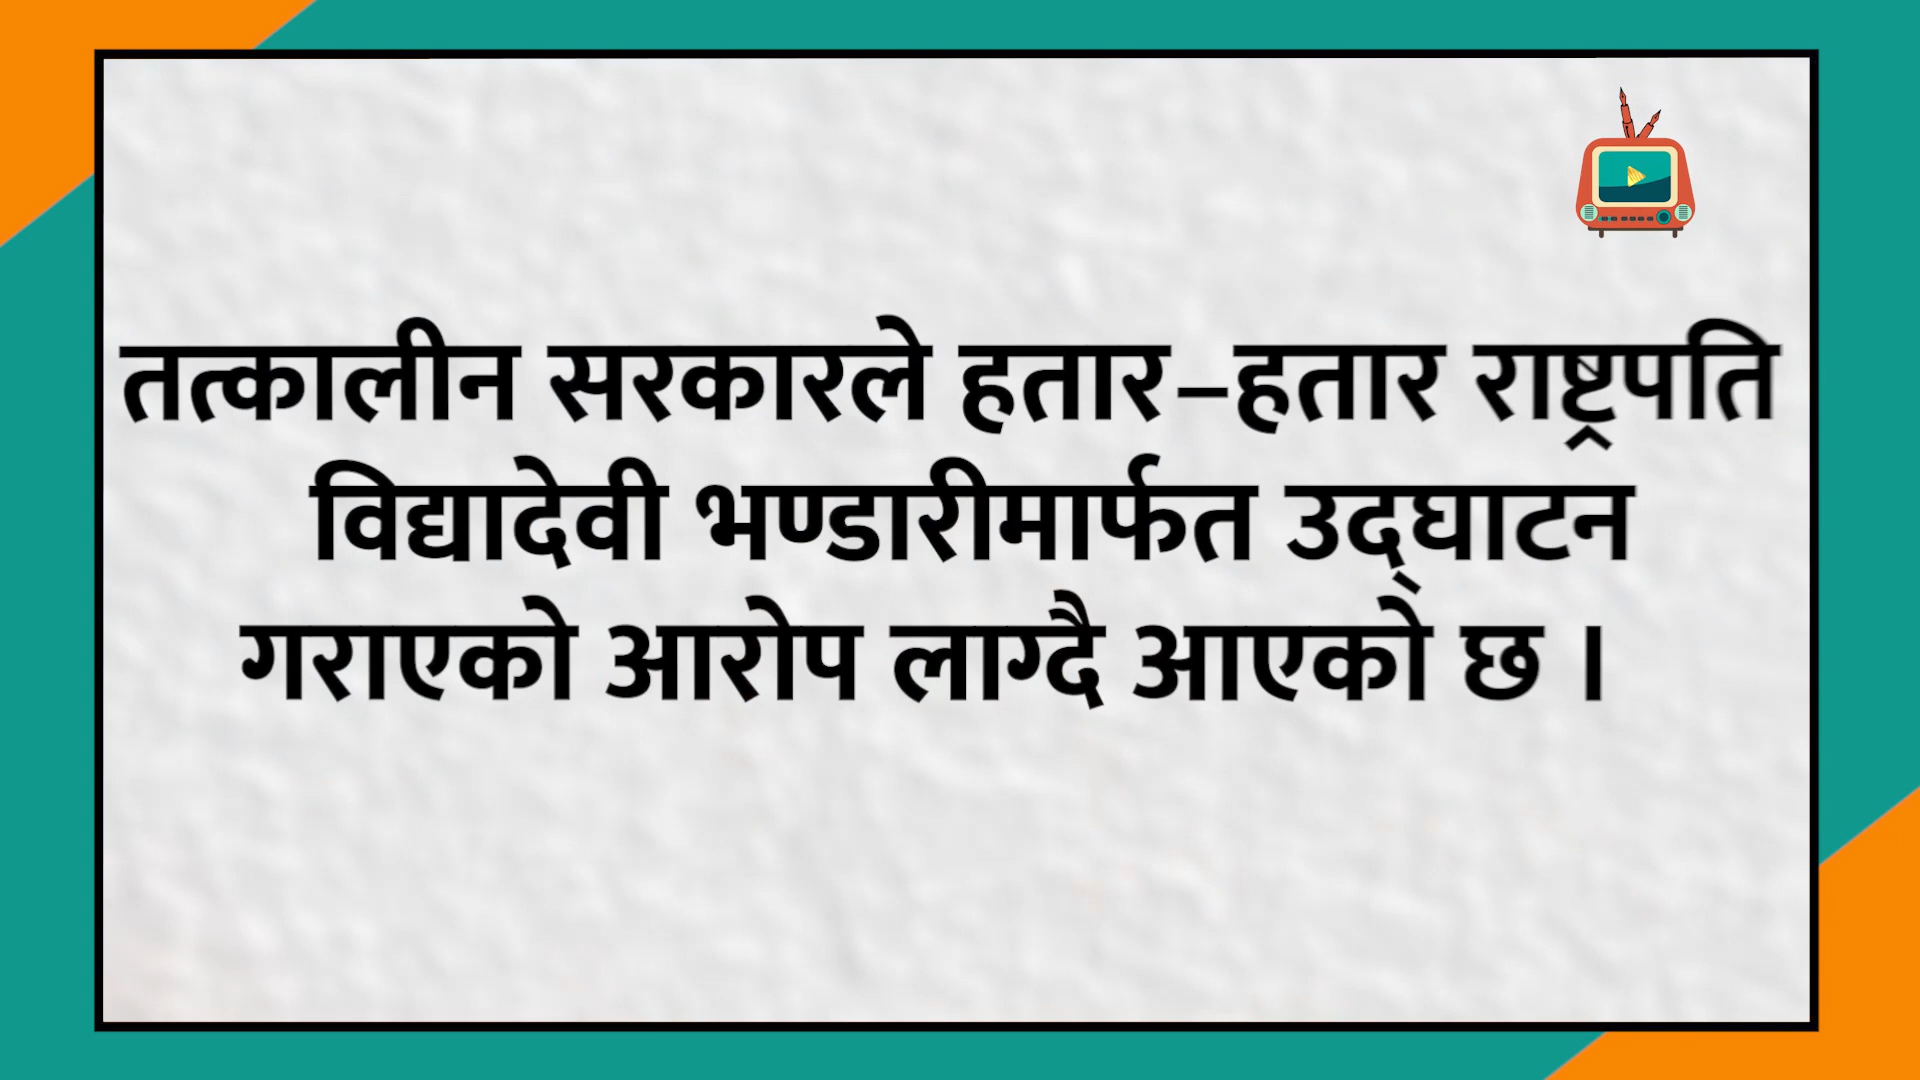 तत्कालीन सरकारले हतार–हतार राष्ट्रपति
विद्यादेवी भण्डारीमार्फत उद्‌घाटन
गराएको आरोप लाग्दै आएको छ ।